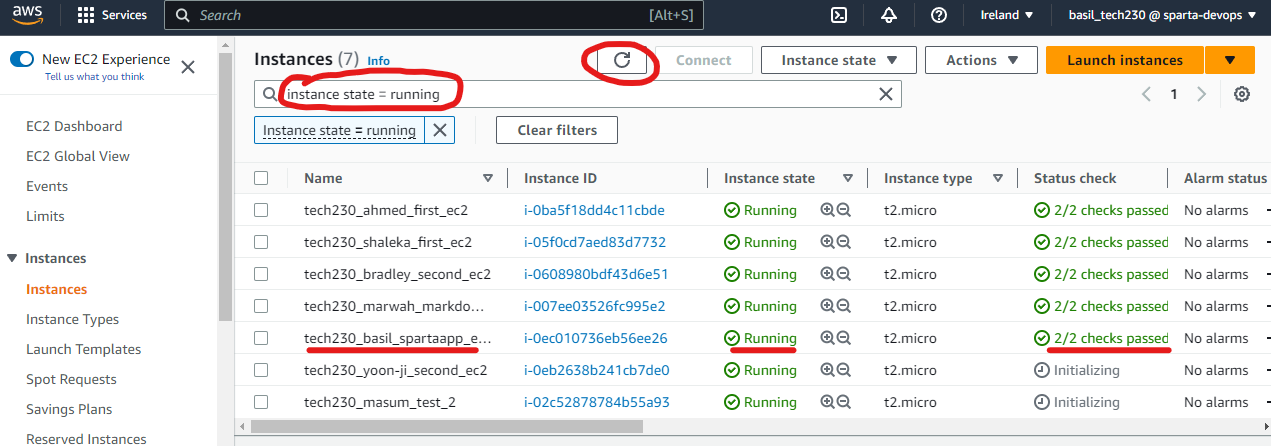 aws Services Search [Alt+S] Ireland basil_tech230 @ sparta-devops
New EC2 Experience
Tell us what you think
EC2 Dashboard
EC2 Global View
Events
Limits
Instances
Instances
Instance Types
Launch Templates
Spot Requests
Savings Plans
Reserved Instances
Instances (7) Info Connect Instance state Actions Launch instances
instance state = running 1
Instance state = running Clear filters
Name Instance ID Instance state Instance type Status check Alarm status
tech230_ahmed_first_ec2 i-0ba5f18dd4c11cbde Running t2.micro 2/2 checks passed No alarms
tech230_shaleka_first_ec2 i-05f0cd7aed83d7732 Running t2.micro 2/2 checks passed No alarms
tech230_bradley_second_ec2 i-0608980bdf43d6e51 Running t2.micro 2/2 checks passed No alarms
tech230_marwah_markdo... i-007ee03526fc995e2 Running t2.micro 2/2 checks passed No alarms
tech230_basil_spartaapp_e... i-0ec010736eb56ee26 Running t2.micro 2/2 checks passed No alarms
tech230_yoon-ji_second_ec2 i-0eb2638b241cb7de0 Running t2.micro Initializing No alarms
tech230_masum_test_2 i-02c52878784b55a93 Running t2.micro Initializing No alarms